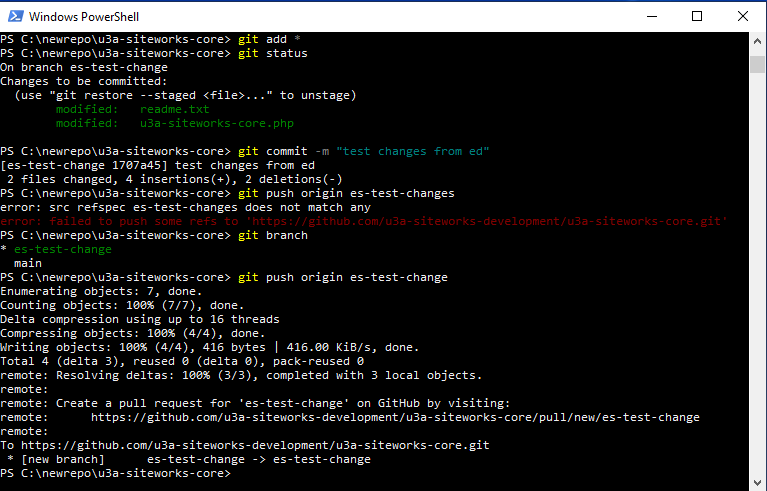 Windows PowerShell
PS C:\newrepo\u3a-siteworks-core> git add *
PS C:\newrepo\u3a-siteworks-core> git status
On branch es-test-change
Changes to be committed:
  (use "git restore --staged <file>..." to unstage)
        modified:   readme.txt
        modified:   u3a-siteworks-core.php

PS C:\newrepo\u3a-siteworks-core> git commit -m "test changes from ed"
[es-test-change 1707a45] test changes from ed
 2 files changed, 4 insertions(+), 2 deletions(-)
PS C:\newrepo\u3a-siteworks-core> git push origin es-test-changes
error: src refspec es-test-changes does not match any
error: failed to push some refs to 'https://github.com/u3a-siteworks-development/u3a-siteworks-core.git'
PS C:\newrepo\u3a-siteworks-core> git branch
* es-test-change
  main
PS C:\newrepo\u3a-siteworks-core> git push origin es-test-change
Enumerating objects: 7, done.
Counting objects: 100% (7/7), done.
Delta compression using up to 16 threads
Compressing objects: 100% (4/4), done.
Writing objects: 100% (4/4), 416 bytes | 416.00 KiB/s, done.
Total 4 (delta 3), reused 0 (delta 0), pack-reused 0
remote: Resolving deltas: 100% (3/3), completed with 3 local objects.
remote:
remote: Create a pull request for 'es-test-change' on GitHub by visiting:
remote:      https://github.com/u3a-siteworks-development/u3a-siteworks-core/pull/new/es-test-change
remote:
To https://github.com/u3a-siteworks-development/u3a-siteworks-core.git
 * [new branch]      es-test-change -> es-test-change
PS C:\newrepo\u3a-siteworks-core>